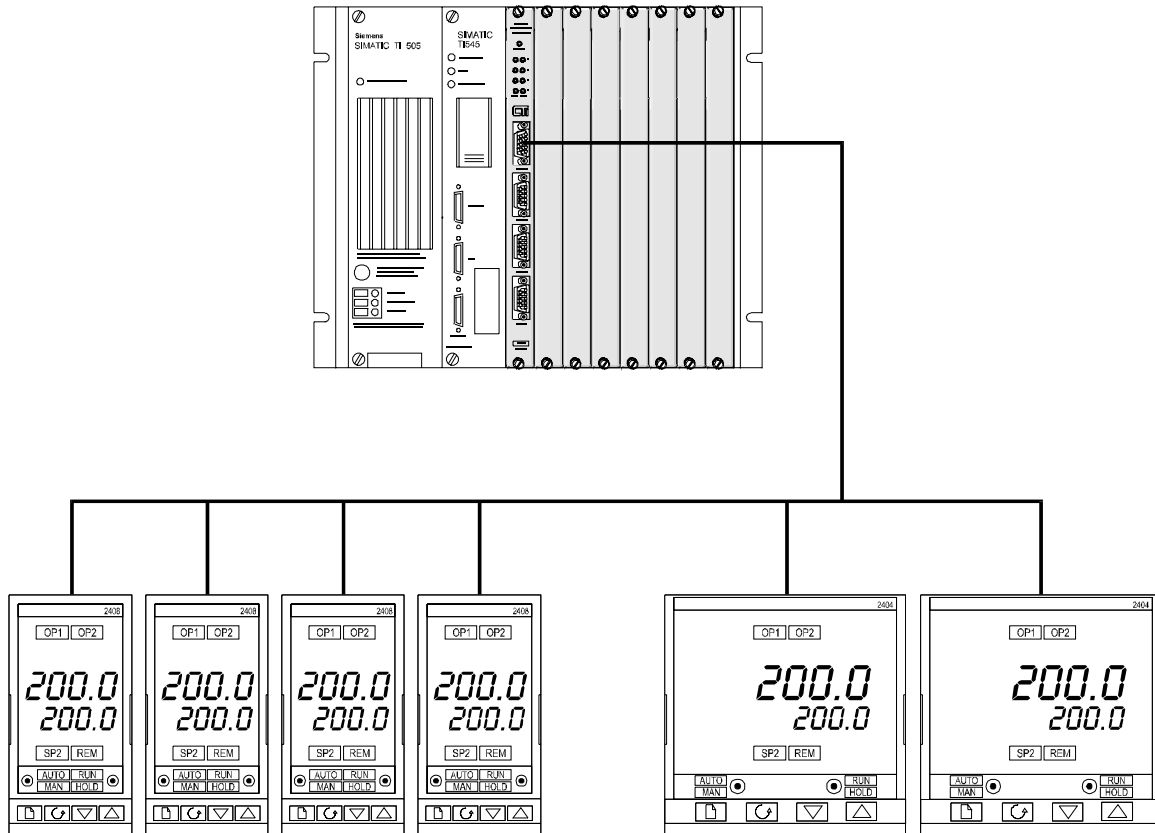 Siemens
SIMATIC TI 505
SIMATIC
TI545
2408
OP1 OP2
200.0
200.0
SP2 REM
AUTO RUN
MAN HOLD
2408
OP1 OP2
200.0
200.0
SP2 REM
AUTO RUN
MAN HOLD
2408
OP1 OP2
200.0
200.0
SP2 REM
AUTO RUN
MAN HOLD
2408
OP1 OP2
200.0
200.0
SP2 REM
AUTO RUN
MAN HOLD
2404
OP1 OP2
200.0
200.0
SP2 REM
AUTO RUN
MAN HOLD
2404
OP1 OP2
200.0
200.0
SP2 REM
AUTO RUN
MAN HOLD